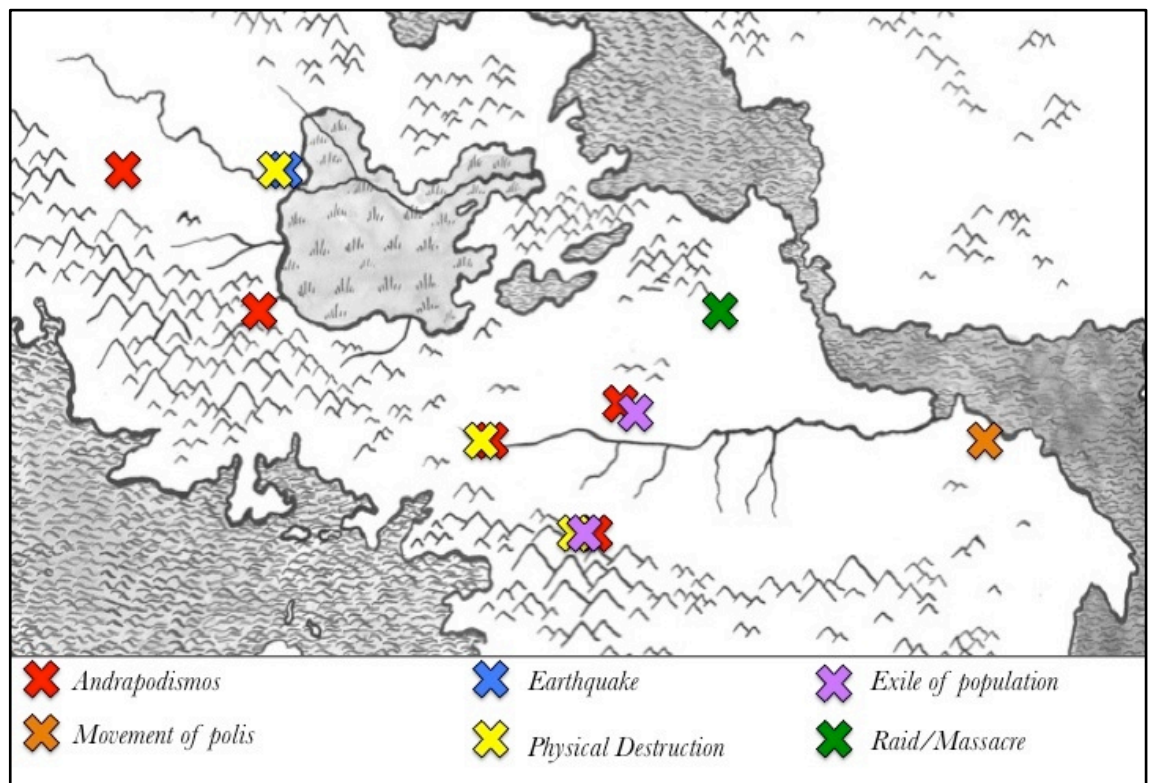 Andrapodismos
Earthquake
Exile of population
Movement of polis
Physical Destruction
Raid/Massacre